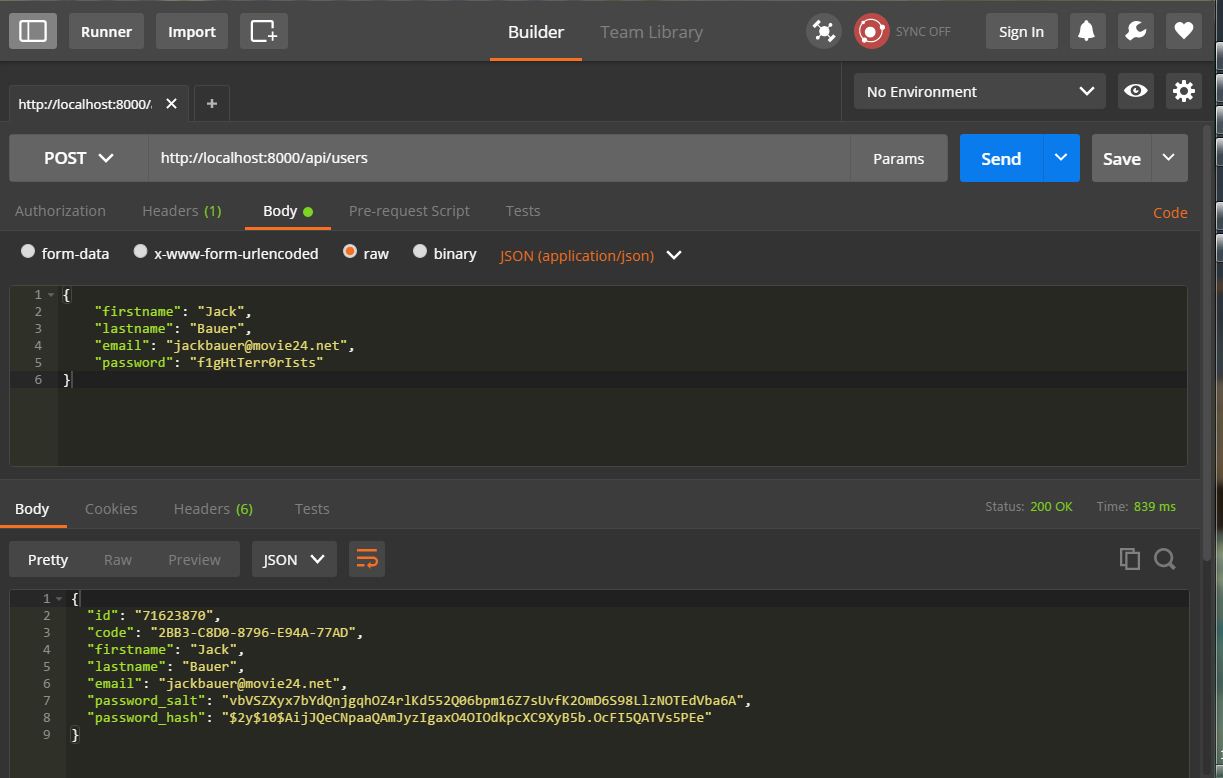 Runner Import Builder Team Library SYNC OFF Sign In
http://localhost:8000/ No Environment
POST http://localhost:8000/api/users Params Send Save
Authorization Headers (1) Body Pre-request Script Tests Code
form-data x-www-form-urlencoded raw binary JSON (application/json)
1 {
2 "firstname": "Jack",
3 "lastname": "Bauer",
4 "email": "jackbauer@movie24.net",
5 "password": "f1gHtTerr0rIsts"
6 }
Body Cookies Headers (6) Tests Status: 200 OK Time: 839 ms
Pretty Raw Preview JSON
1 {
2 "id": "71623870",
3 "code": "2BB3-C8D0-8796-E94A-77AD",
4 "firstname": "Jack",
5 "lastname": "Bauer",
6 "email": "jackbauer@movie24.net",
7 "password_salt": "vbVSZXyx7bYdQnjgqhOZ4rlKd552Q06bpm16Z7sUvfK2OmD6S98LlzNOTEdVba6A",
8 "password_hash": "$2y$10$AijJQeCNpaaQAmJyzIgaxO4OIOdkpcXC9XyB5b.OcFI5QATVs5PEe"
9 }